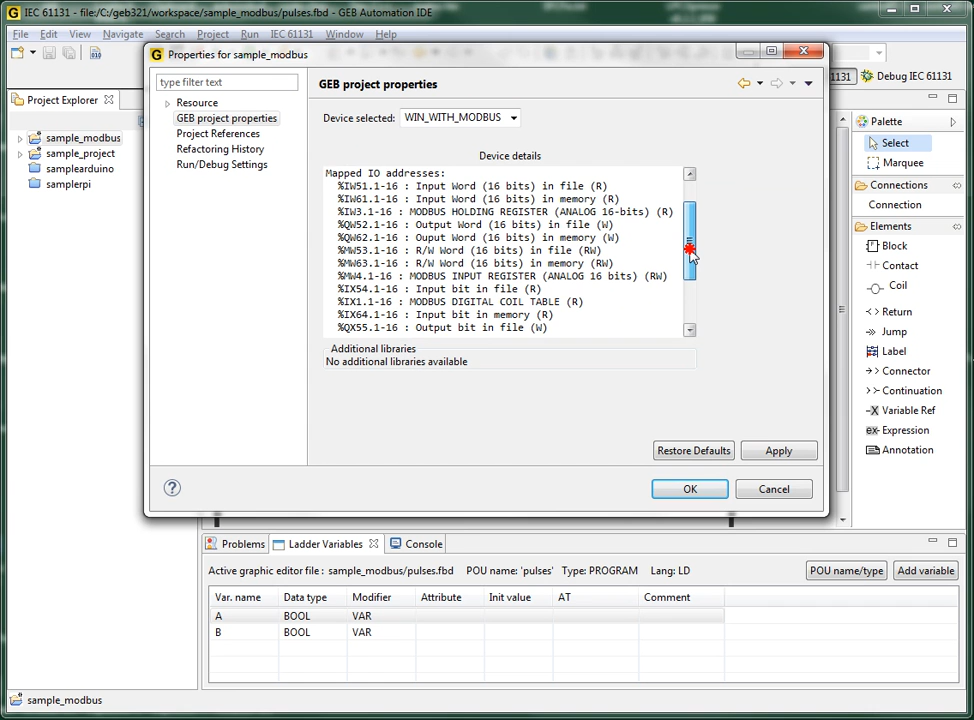 IEC 61131 - file:/C:/geb321/workspace/sample_modbus/pulses.fbd - GEB Automation IDE
File Edit View Navigate Search Project Run IEC 61131 Window Help
131 Debug IEC 61131
Project Explorer
sample_modbus
sample_project
samplearduino
samplerpi
Properties for sample_modbus
type filter text
Resource
GEB project properties
Project References
Refactoring History
Run/Debug Settings
GEB project properties
Device selected: WIN_WITH_MODBUS
Device details
Mapped IO addresses:
%IW51.1-16 : Input Word (16 bits) in file (R)
%IW61.1-16 : Input Word (16 bits) in memory (R)
%IW3.1-16 : MODBUS HOLDING REGISTER (ANALOG 16-bits) (R)
%QW52.1-16 : Output Word (16 bits) in file (W)
%QW62.1-16 : Ouput Word (16 bits) in memory (W)
%MW53.1-16 : R/W Word (16 bits) in file (RW)
%MW63.1-16 : R/W Word (16 bits) in memory (RW)
%MW4.1-16 : MODBUS INPUT REGISTER (ANALOG 16 bits) (RW)
%IX54.1-16 : Input bit in file (R)
%IX1.1-16 : MODBUS DIGITAL COIL TABLE (R)
%IX64.1-16 : Input bit in memory (R)
%QX55.1-16 : Output bit in file (W)
Additional libraries
No additional libraries available
Restore Defaults Apply
OK Cancel
Palette
Select
Marquee
Connections
Connection
Elements
Block
Contact
Coil
Return
Jump
Label
Connector
Continuation
Variable Ref
Expression
Annotation
Problems Ladder Variables Console
Active graphic editor file : sample_modbus/pulses.fbd POU name: 'pulses' Type: PROGRAM Lang: LD POU name/type Add variable
Var. name Data type Modifier Attribute Init value AT Comment
A BOOL VAR
B BOOL VAR
sample_modbus